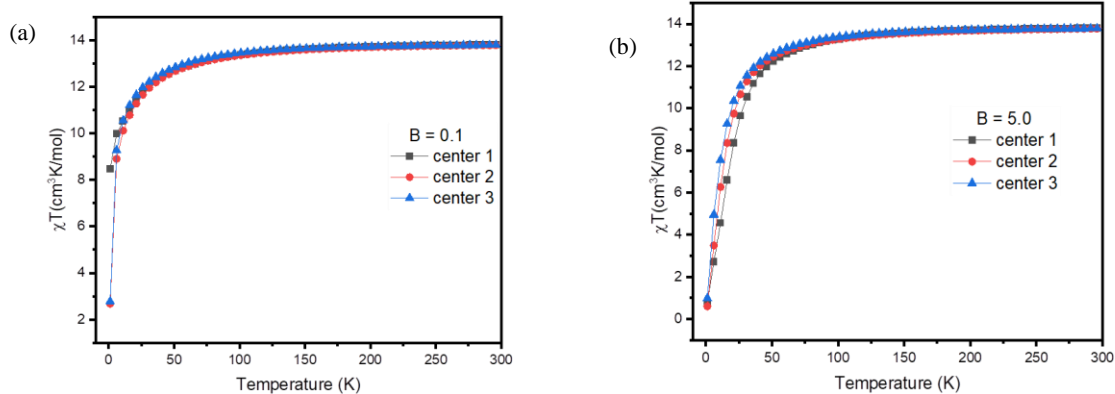 (a)
14
12
10
8
6
4
2
χT(cm³K/mol)
B = 0.1
center 1
center 2
center 3
0
50
100
150
200
250
300
Temperature (K)
(b)
14
12
10
8
6
4
2
0
χT(cm³K/mol)
B = 5.0
center 1
center 2
center 3
0
50
100
150
200
250
300
Temperature (K)